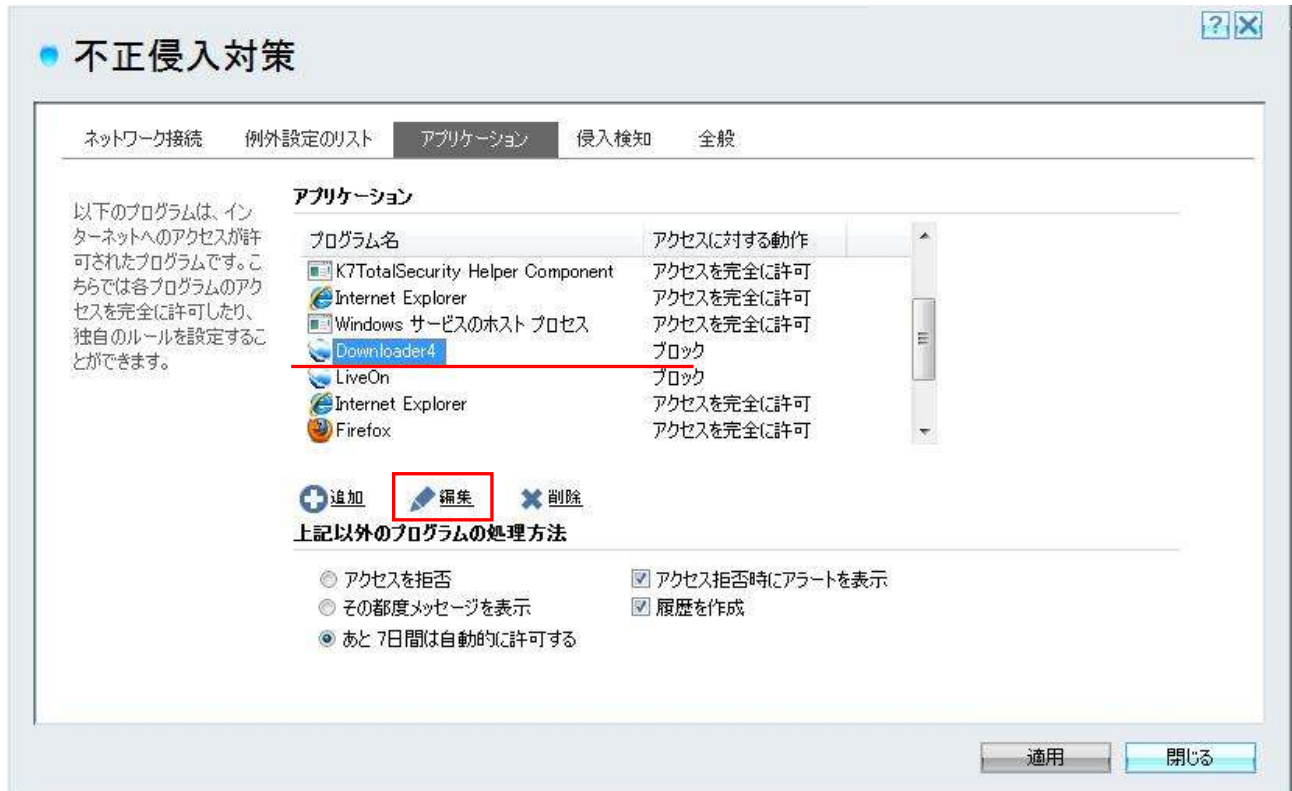 不正侵入対策
ネットワーク接続 例外設定のリスト アプリケーション 侵入検知 全般
以下のプログラムは、イン
ターネットへのアクセスが許
可されたプログラムです。こ
ちらでは各プログラムのアク
セスを完全に許可したり、
独自のルールを設定するこ
とができます。
アプリケーション
プログラム名 アクセスに対する動作
K7TotalSecurity Helper Component アクセスを完全に許可
Internet Explorer アクセスを完全に許可
Windows サービスのホスト プロセス アクセスを完全に許可
Downloader4 ブロック
LiveOn ブロック
Internet Explorer アクセスを完全に許可
Firefox アクセスを完全に許可
追加 編集 削除
上記以外のプログラムの処理方法
アクセスを拒否 アクセス拒否時にアラートを表示
その都度メッセージを表示 履歴を作成
あと 7日間は自動的に許可する
適用 閉じる